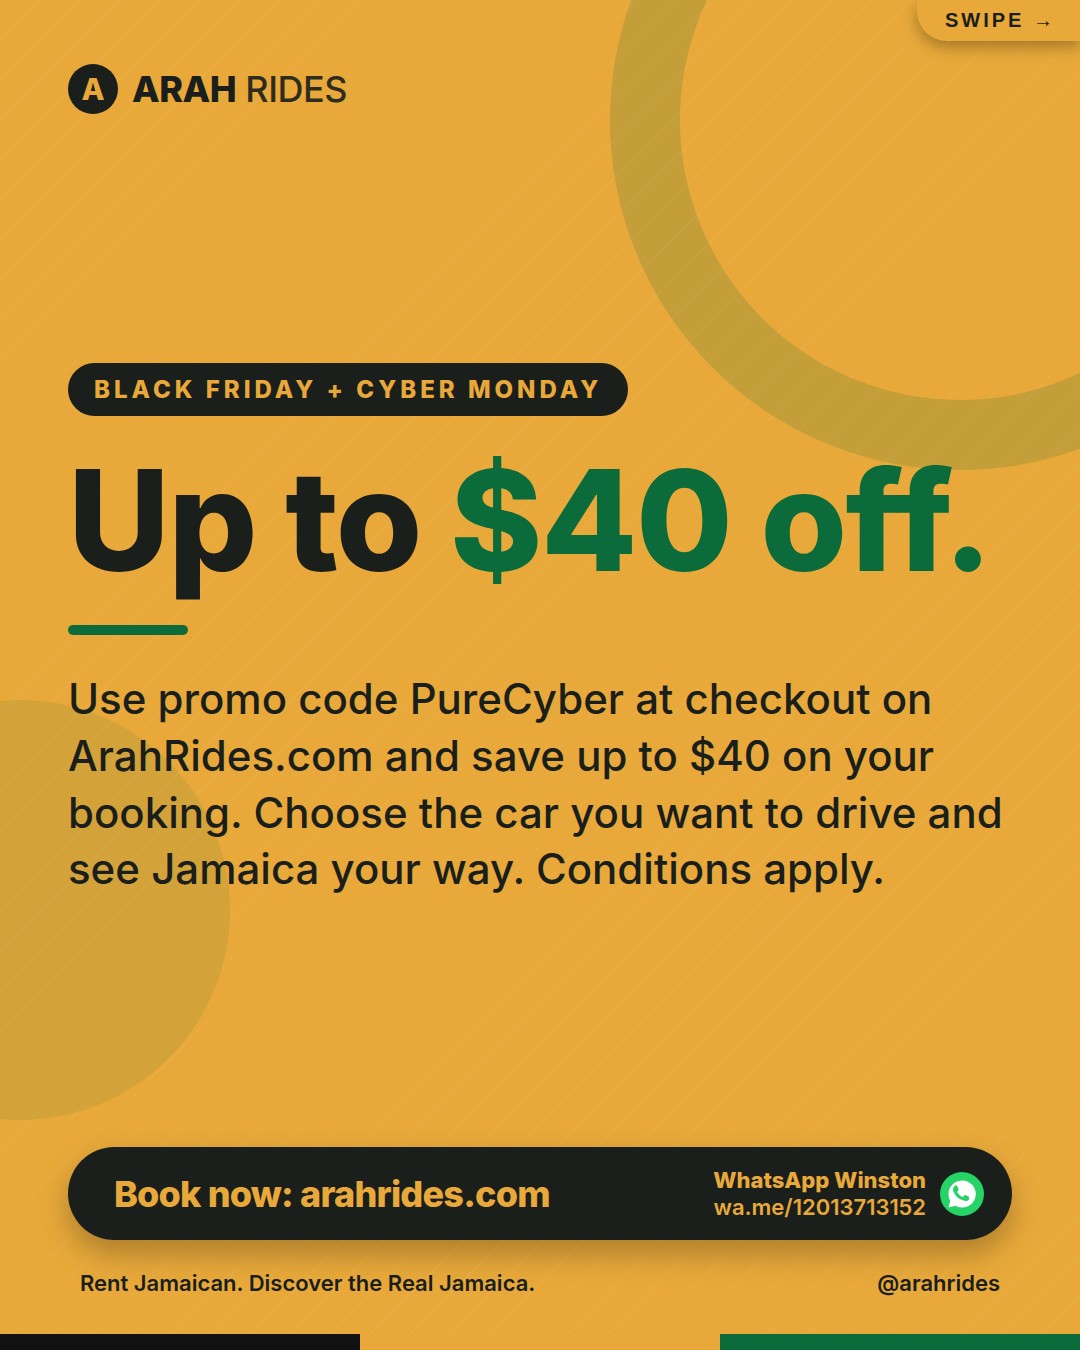 SWIPE →
A ARAH RIDES
BLACK FRIDAY + CYBER MONDAY
Up to $40 off.
Use promo code PureCyber at checkout on
ArahRides.com and save up to $40 on your
booking. Choose the car you want to drive and
see Jamaica your way. Conditions apply.
Book now: arahrides.com
WhatsApp Winston
wa.me/12013713152
Rent Jamaican. Discover the Real Jamaica.
@arahrides